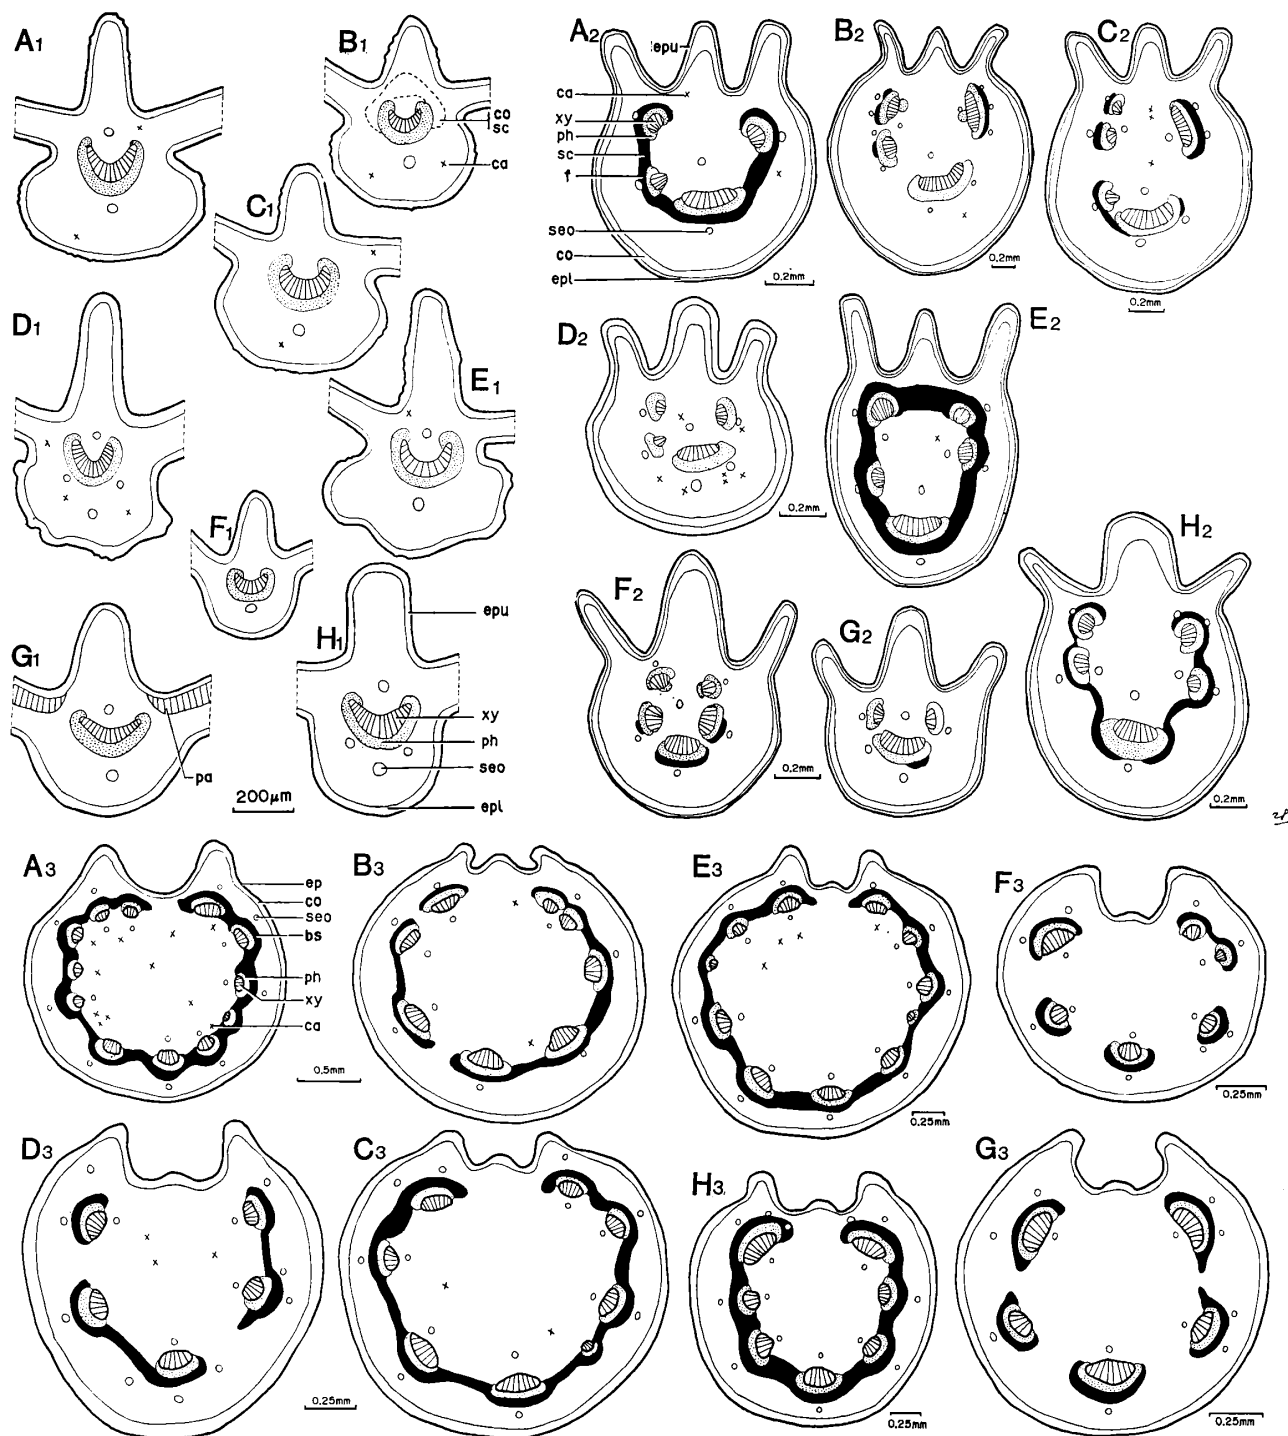 A1
B1
co
sc
ca
C1
D1
E1
F1
G1
pa
200μm
H1
epu
xy
ph
seo
epl
A2
epu
ca
xy
ph
sc
f
seo
co
epl
0.2mm
B2
0.2mm
C2
0.2mm
D2
0.2mm
E2
F2
0.2mm
G2
H2
0.2mm
A3
ep
co
seo
bs
ph
xy
ca
0.5mm
B3
E3
0.25mm
F3
0.25mm
D3
0.25mm
C3
H3
0.25mm
G3
0.25mm